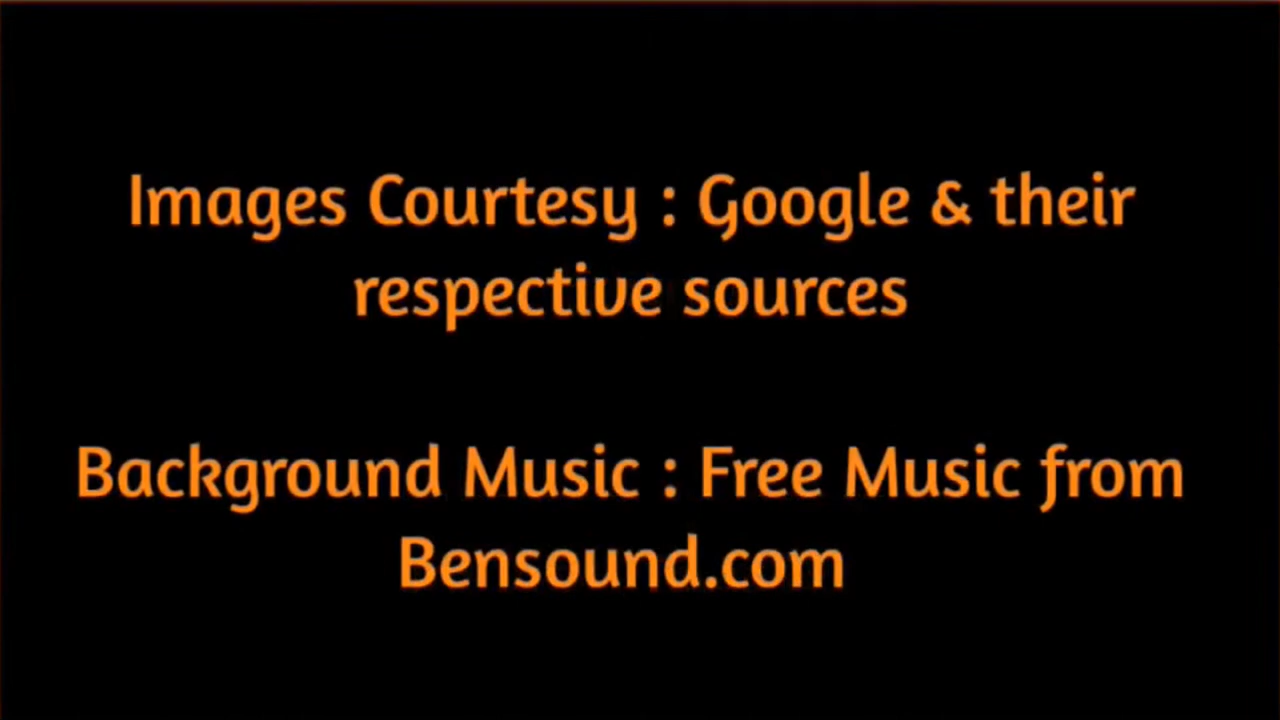 Images Courtesy : Google & their
respective sources
Background Music : Free Music from
Bensound.com